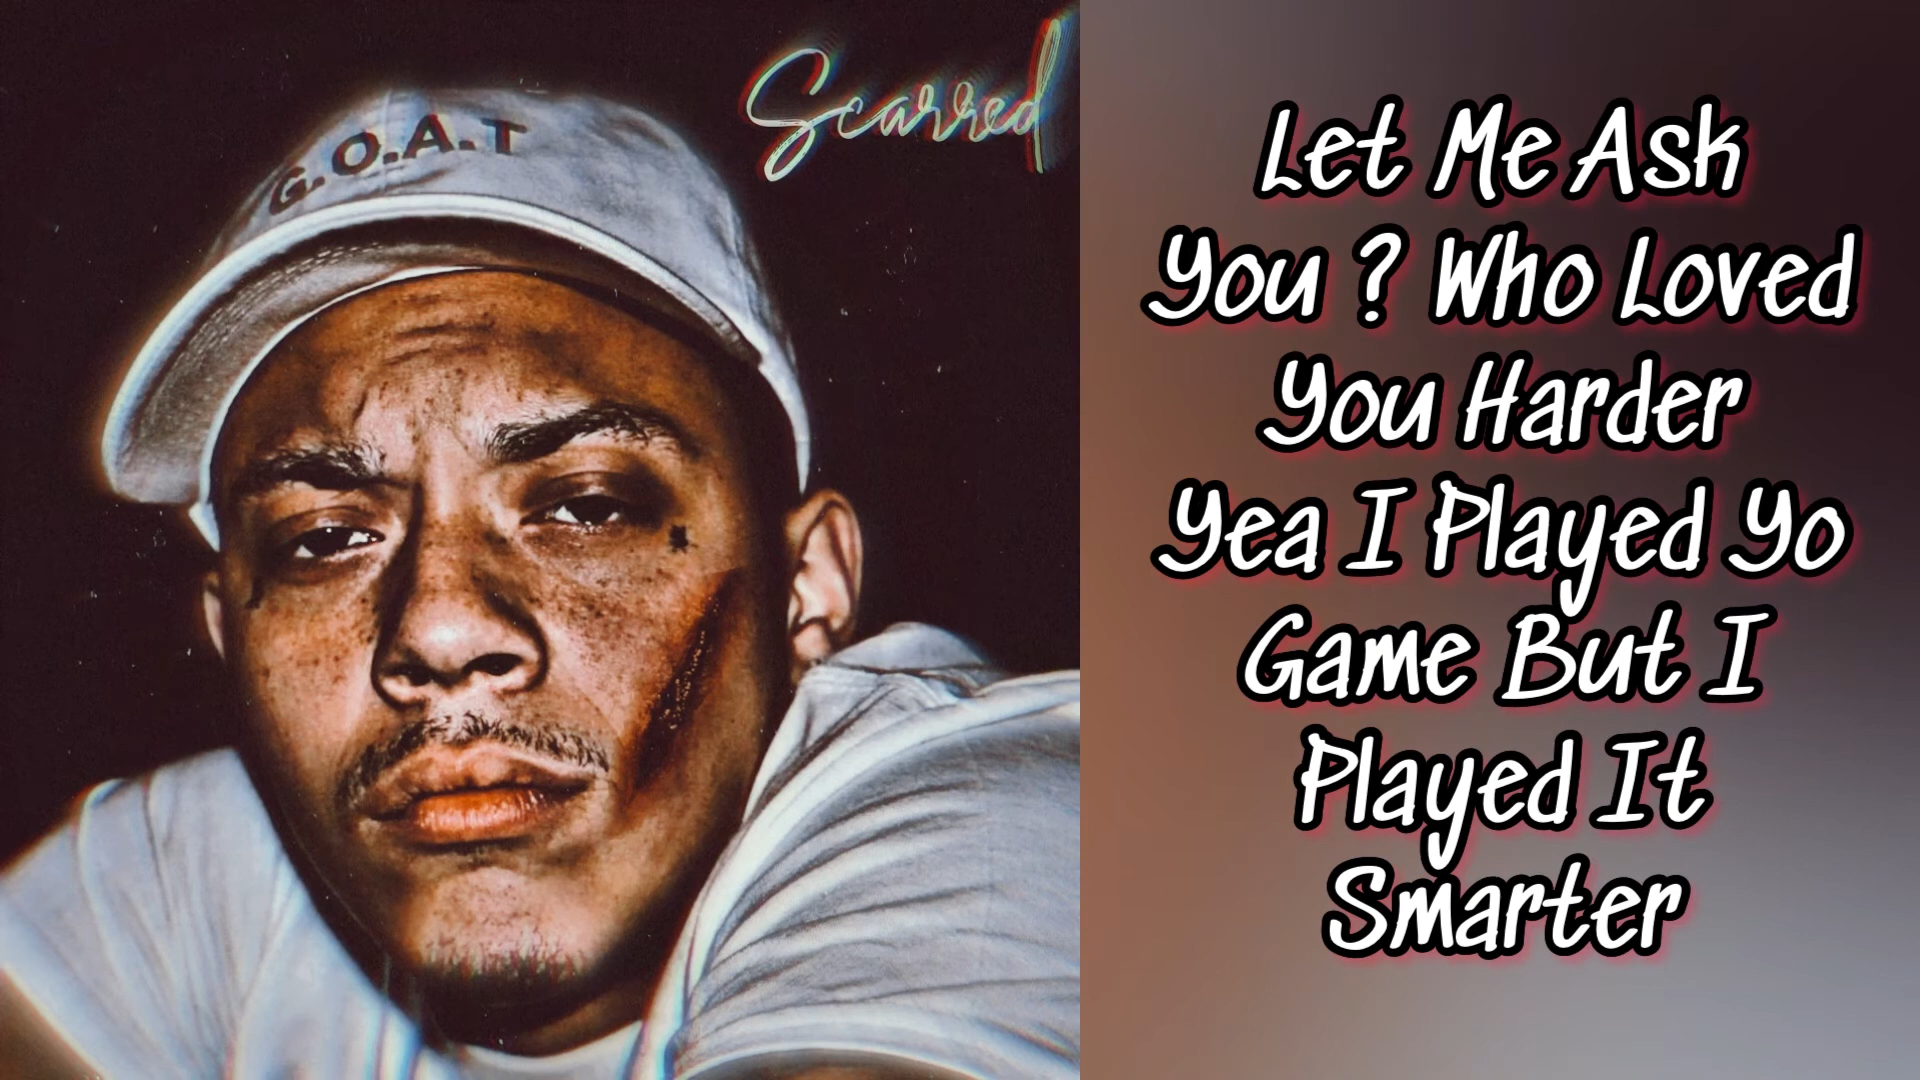 G.O.A.T
Scarred
Let Me Ask
You ? Who Loved
You Harder
Yea I Played Yo
Game But I
Played It
Smarter